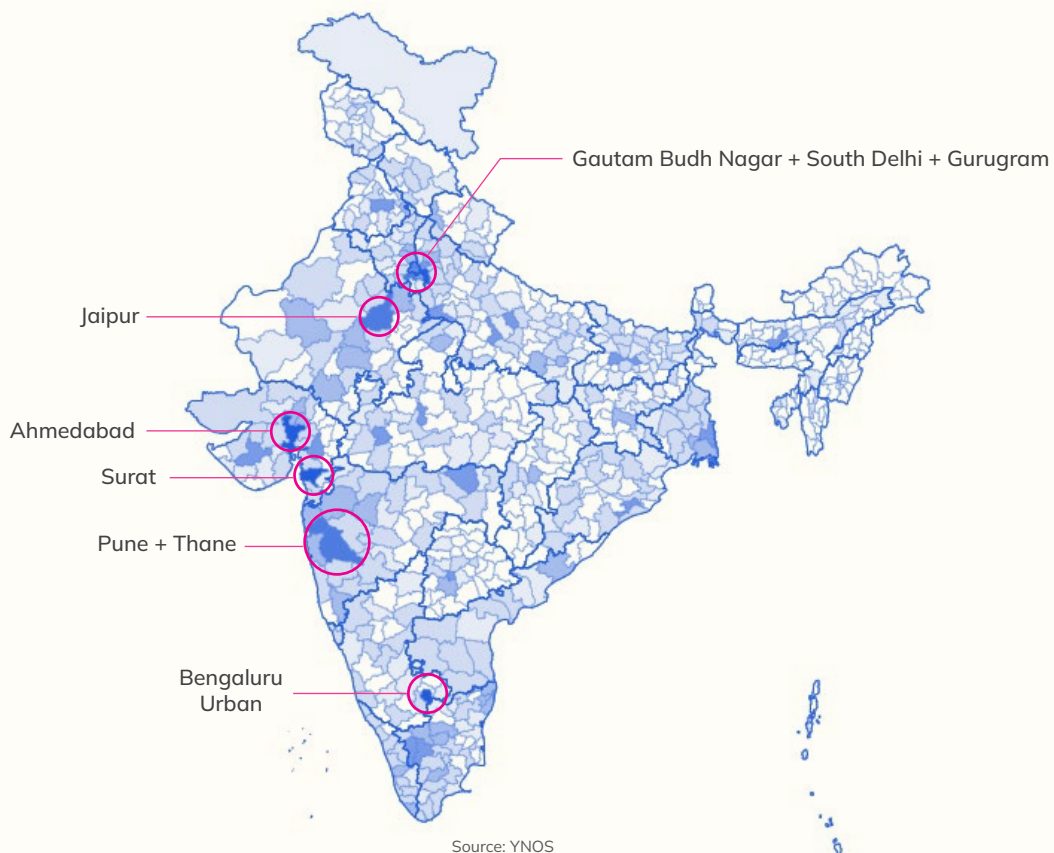 Gautam Budh Nagar + South Delhi + Gurugram
Jaipur
Ahmedabad
Surat
Pune + Thane
Bengaluru
Urban
Source: YNOS